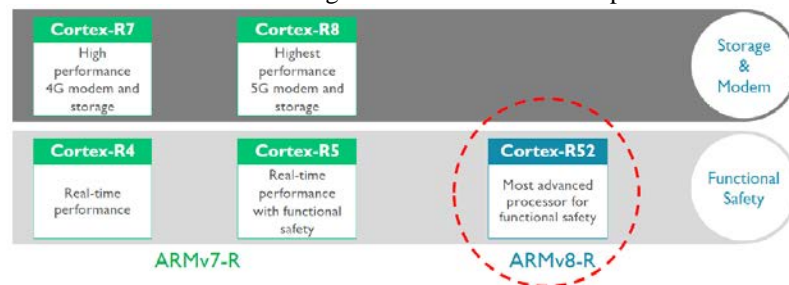 Cortex-R7
High
performance
4G modem and
storage
Cortex-R8
Highest
performance
5G modem and
storage
Storage
&
Modem
Cortex-R4
Real-time
performance
Cortex-R5
Real-time
performance
with functional
safety
Cortex-R52
Most advanced
processor for
functional safety
Functional
Safety
ARMv7-R
ARMv8-R